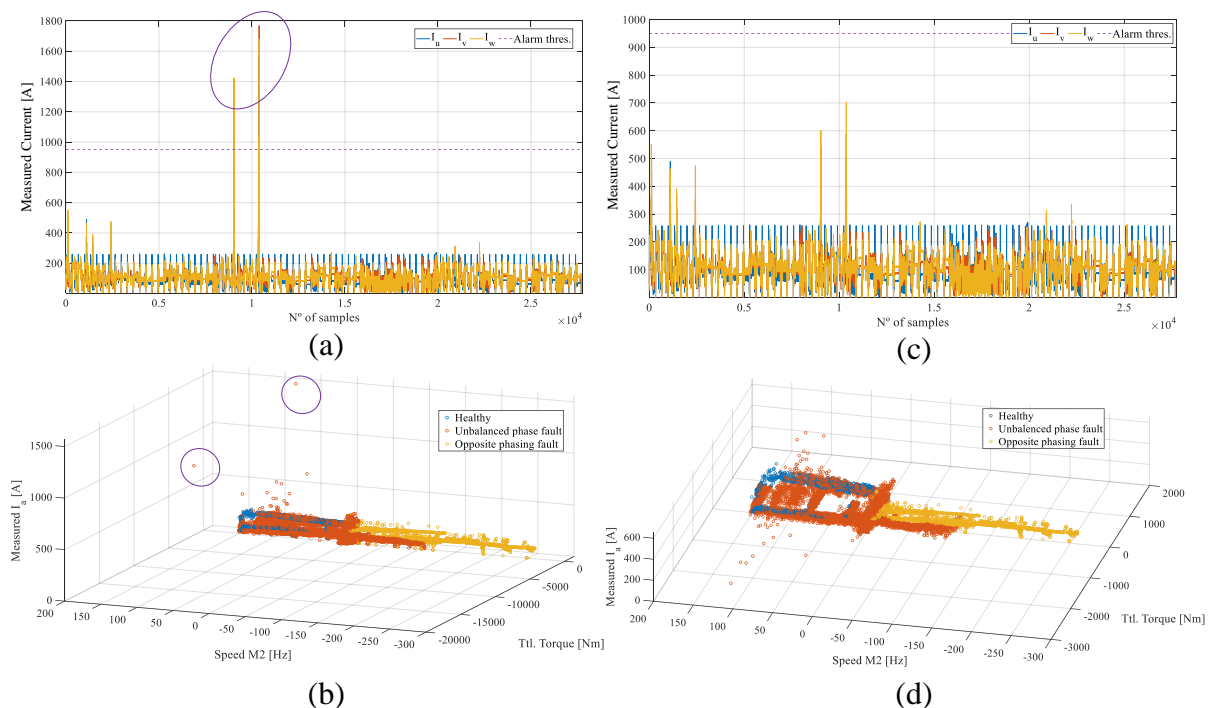 1800
1600
1400
1200
1000
800
600
400
200
Measured Current [A]
I_u I_v I_w Alarm thres.
0 0.5 1 1.5 2 2.5
×10^4
Nº of samples
(a)
1000
900
800
700
600
500
400
300
200
100
Measured Current [A]
I_u I_v I_w Alarm thres.
0 0.5 1 1.5 2 2.5
×10^4
Nº of samples
(c)
Healthy
Unbalenced phase fault
Opposite phasing fault
1500
1000
500
0
Measured I_a [A]
200 150 100 50 0 -50 -100 -150 -200 -250 -300
Speed M2 [Hz]
0
-5000
-10000
-15000
-20000
Ttl. Torque [Nm]
(b)
Healthy
Unbalenced phase fault
Opposite phasing fault
600
400
200
0
Measured I_a [A]
200 150 100 50 0 -50 -100 -150 -200 -250 -300
Speed M2 [Hz]
2000
1000
0
-1000
-2000
-3000
Ttl. Torque [Nm]
(d)